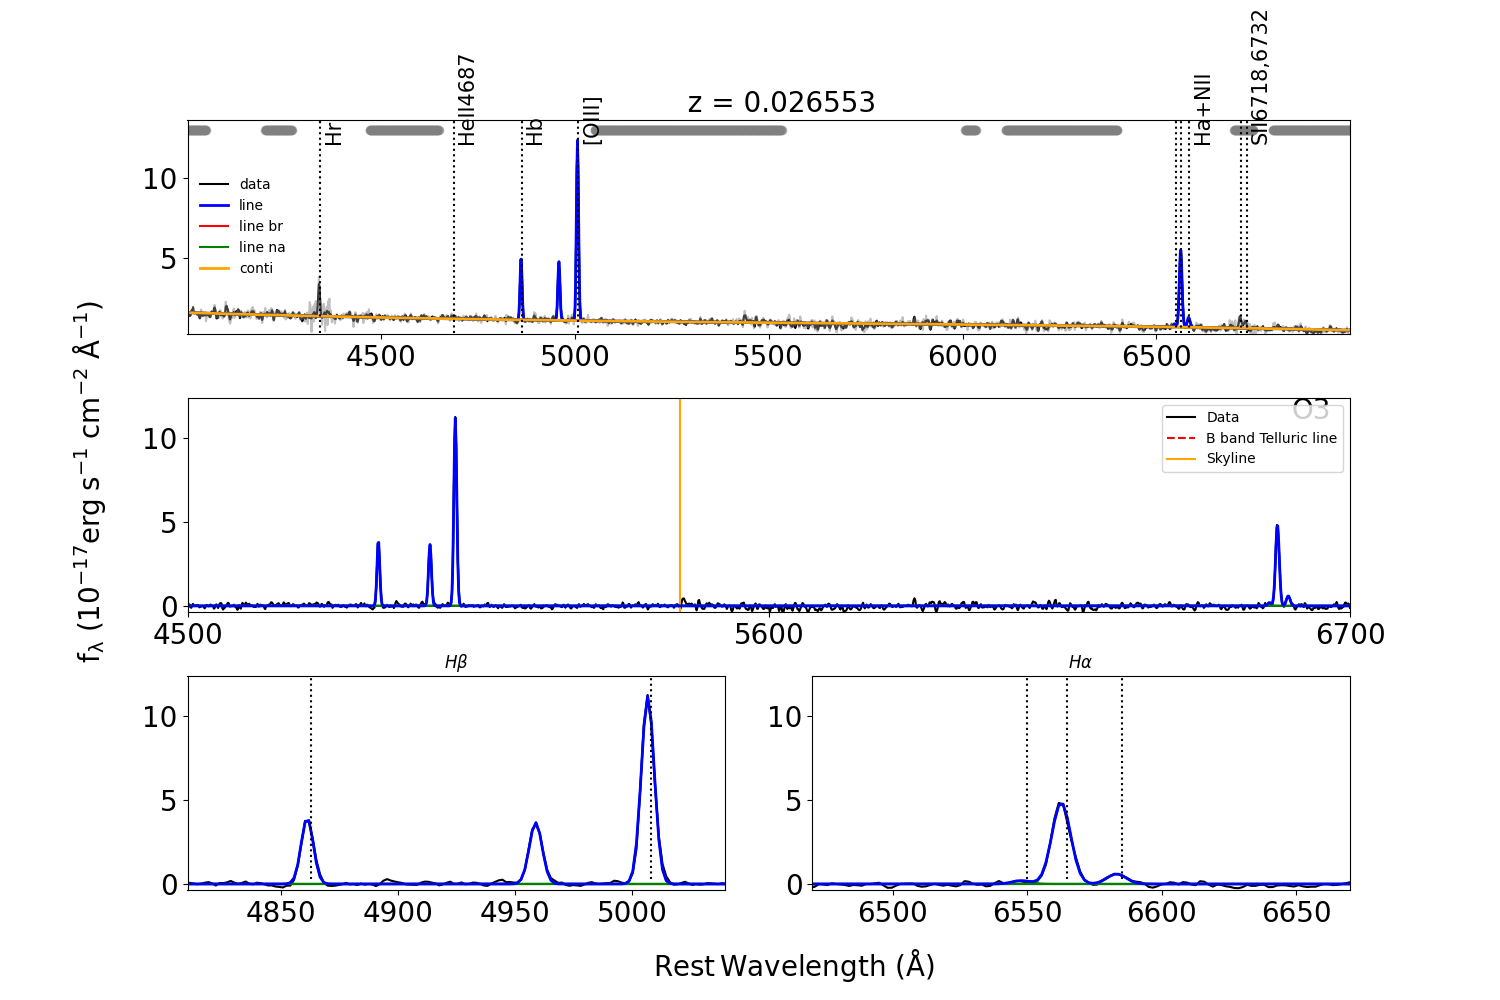 z = 0.026553
Hr
HeII4687
Hb
[OIII]
Ha+NII
SII6718,6732
10
5
data
line
line br
line na
conti
4500
5000
5500
6000
6500
f_λ (10^−17 erg s^−1 cm^−2 Å^−1)
O3
10
5
0
Data
B band Telluric line
Skyline
4500
5600
6700
Hβ
10
5
0
4850
4900
4950
5000
Hα
10
5
0
6500
6550
6600
6650
Rest Wavelength (Å)